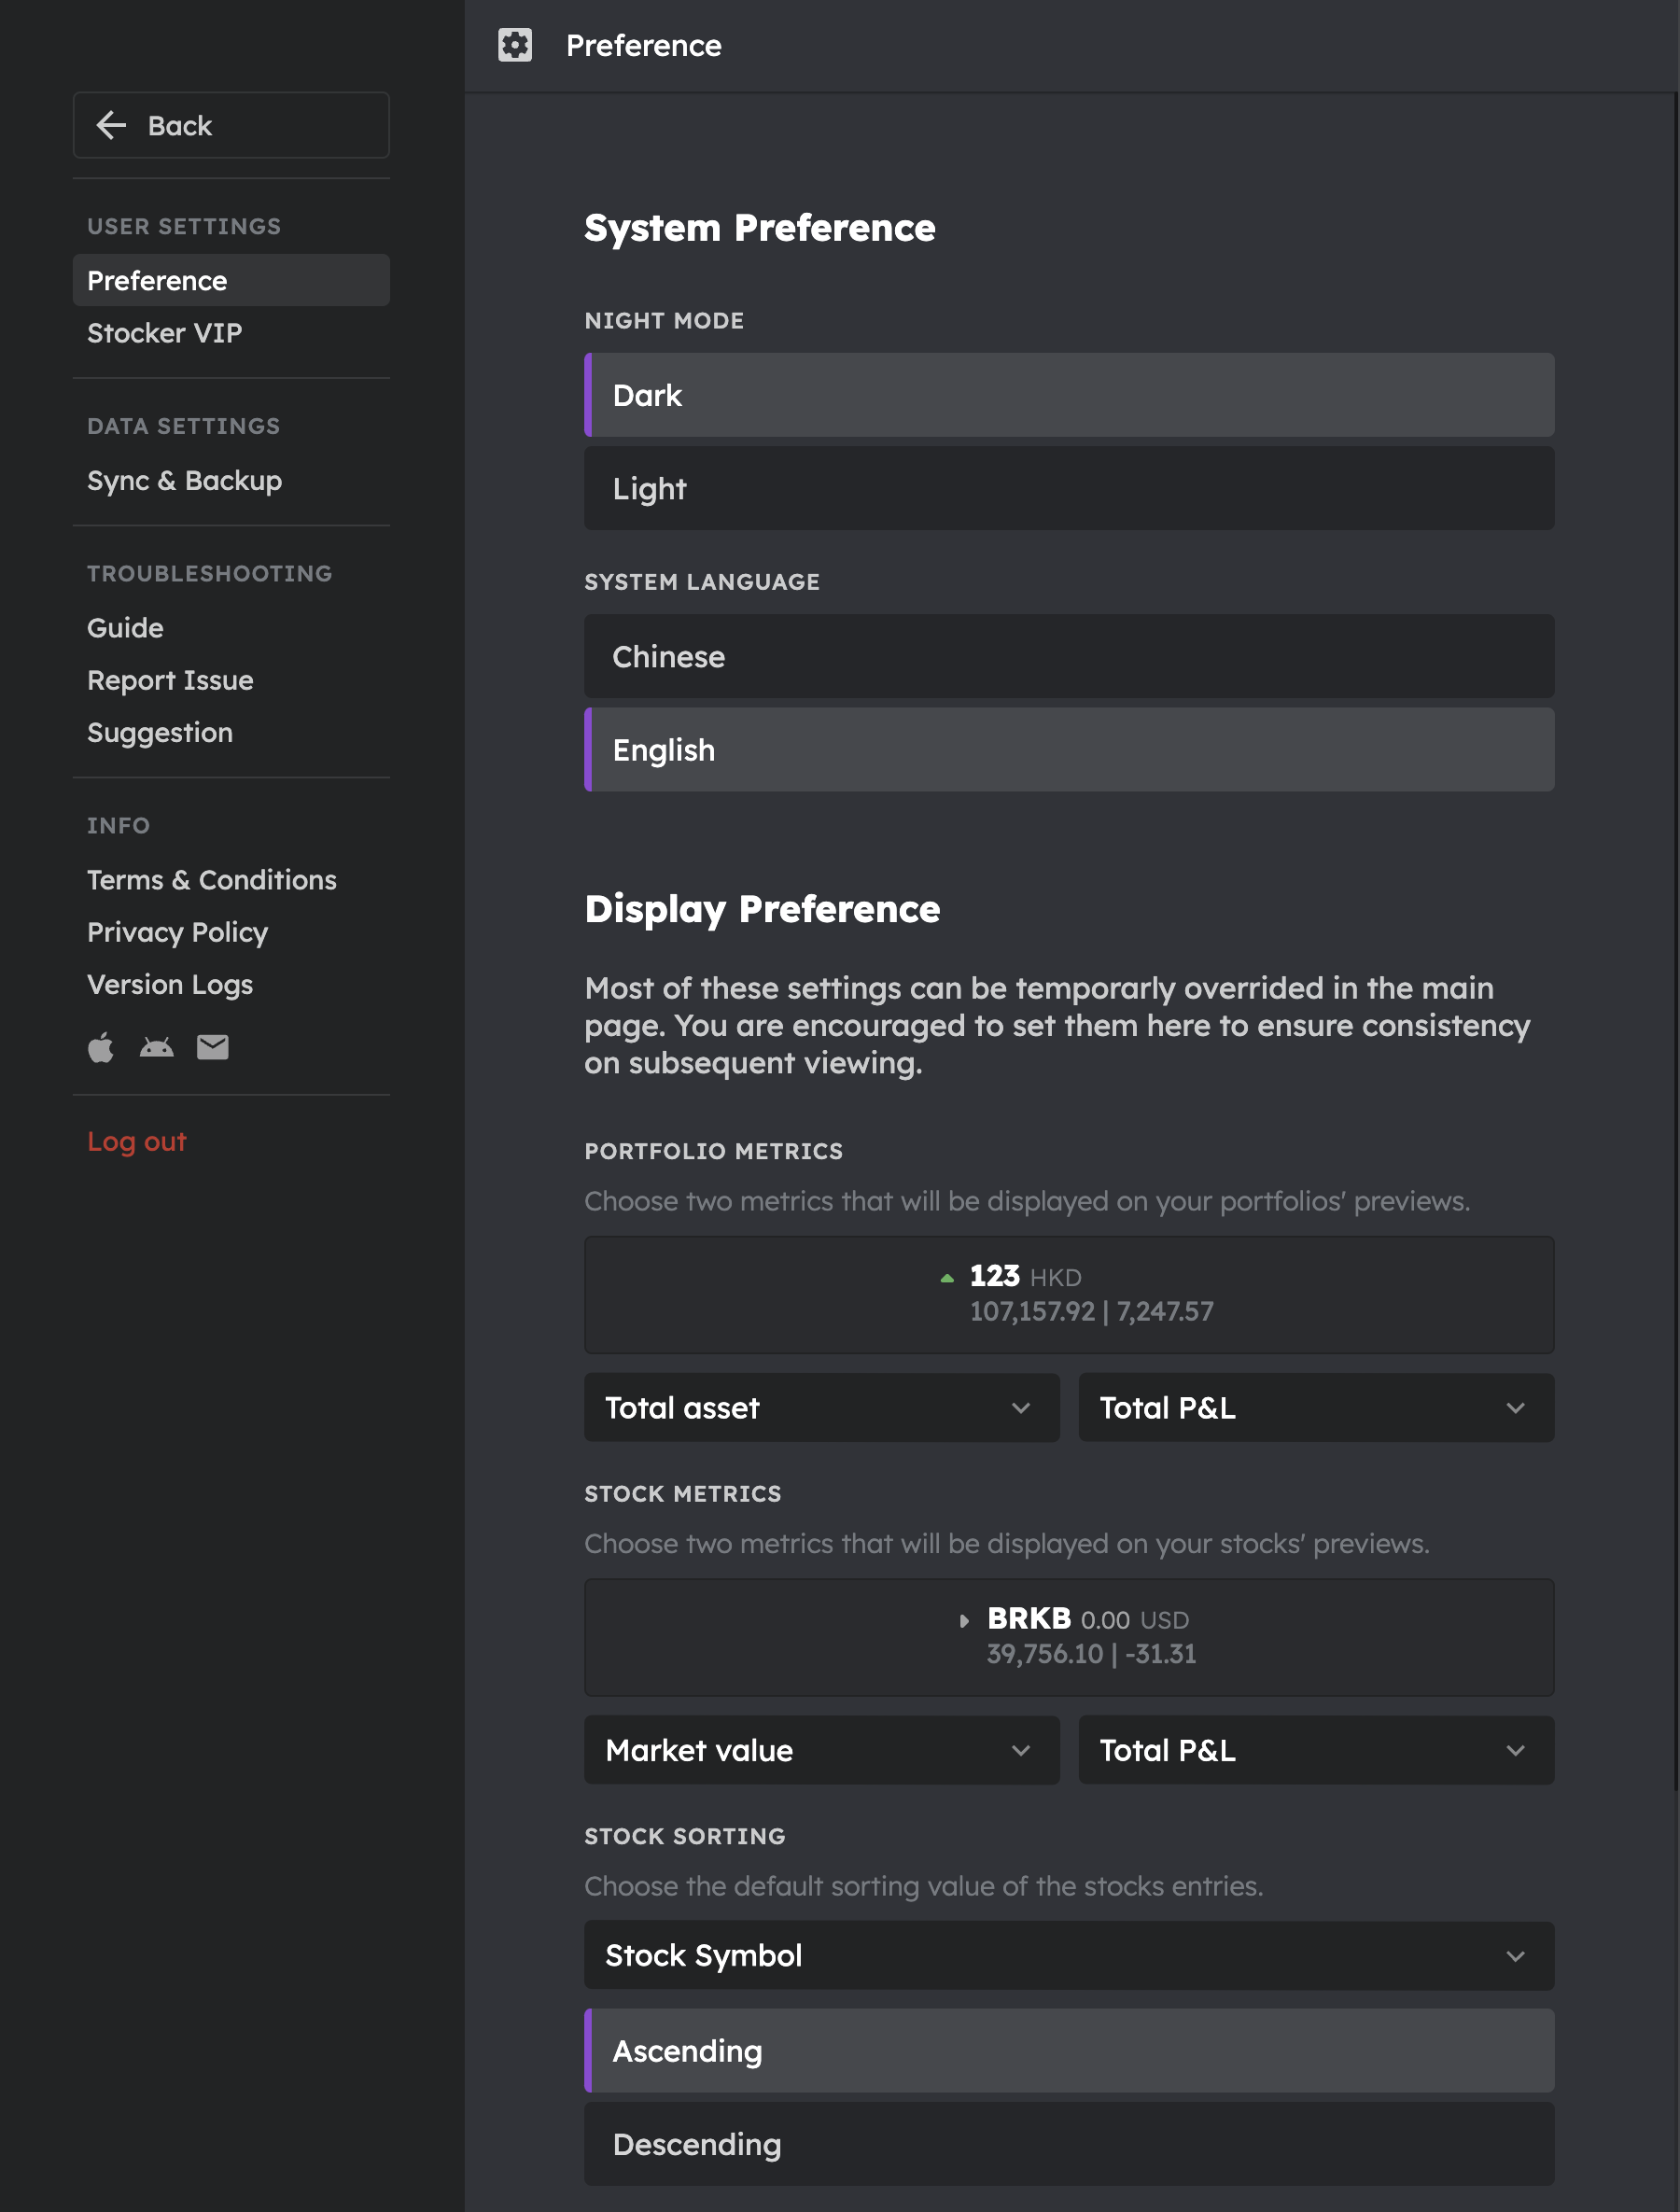 Back
USER SETTINGS
Preference
Stocker VIP
DATA SETTINGS
Sync & Backup
TROUBLESHOOTING
Guide
Report Issue
Suggestion
INFO
Terms & Conditions
Privacy Policy
Version Logs
Log out
Preference
System Preference
NIGHT MODE
Dark
Light
SYSTEM LANGUAGE
Chinese
English
Display Preference
Most of these settings can be temporarly overrided in the main
page. You are encouraged to set them here to ensure consistency
on subsequent viewing.
PORTFOLIO METRICS
Choose two metrics that will be displayed on your portfolios' previews.
123 HKD
107,157.92 | 7,247.57
Total asset
Total P&L
STOCK METRICS
Choose two metrics that will be displayed on your stocks' previews.
BRKB 0.00 USD
39,756.10 | -31.31
Market value
Total P&L
STOCK SORTING
Choose the default sorting value of the stocks entries.
Stock Symbol
Ascending
Descending